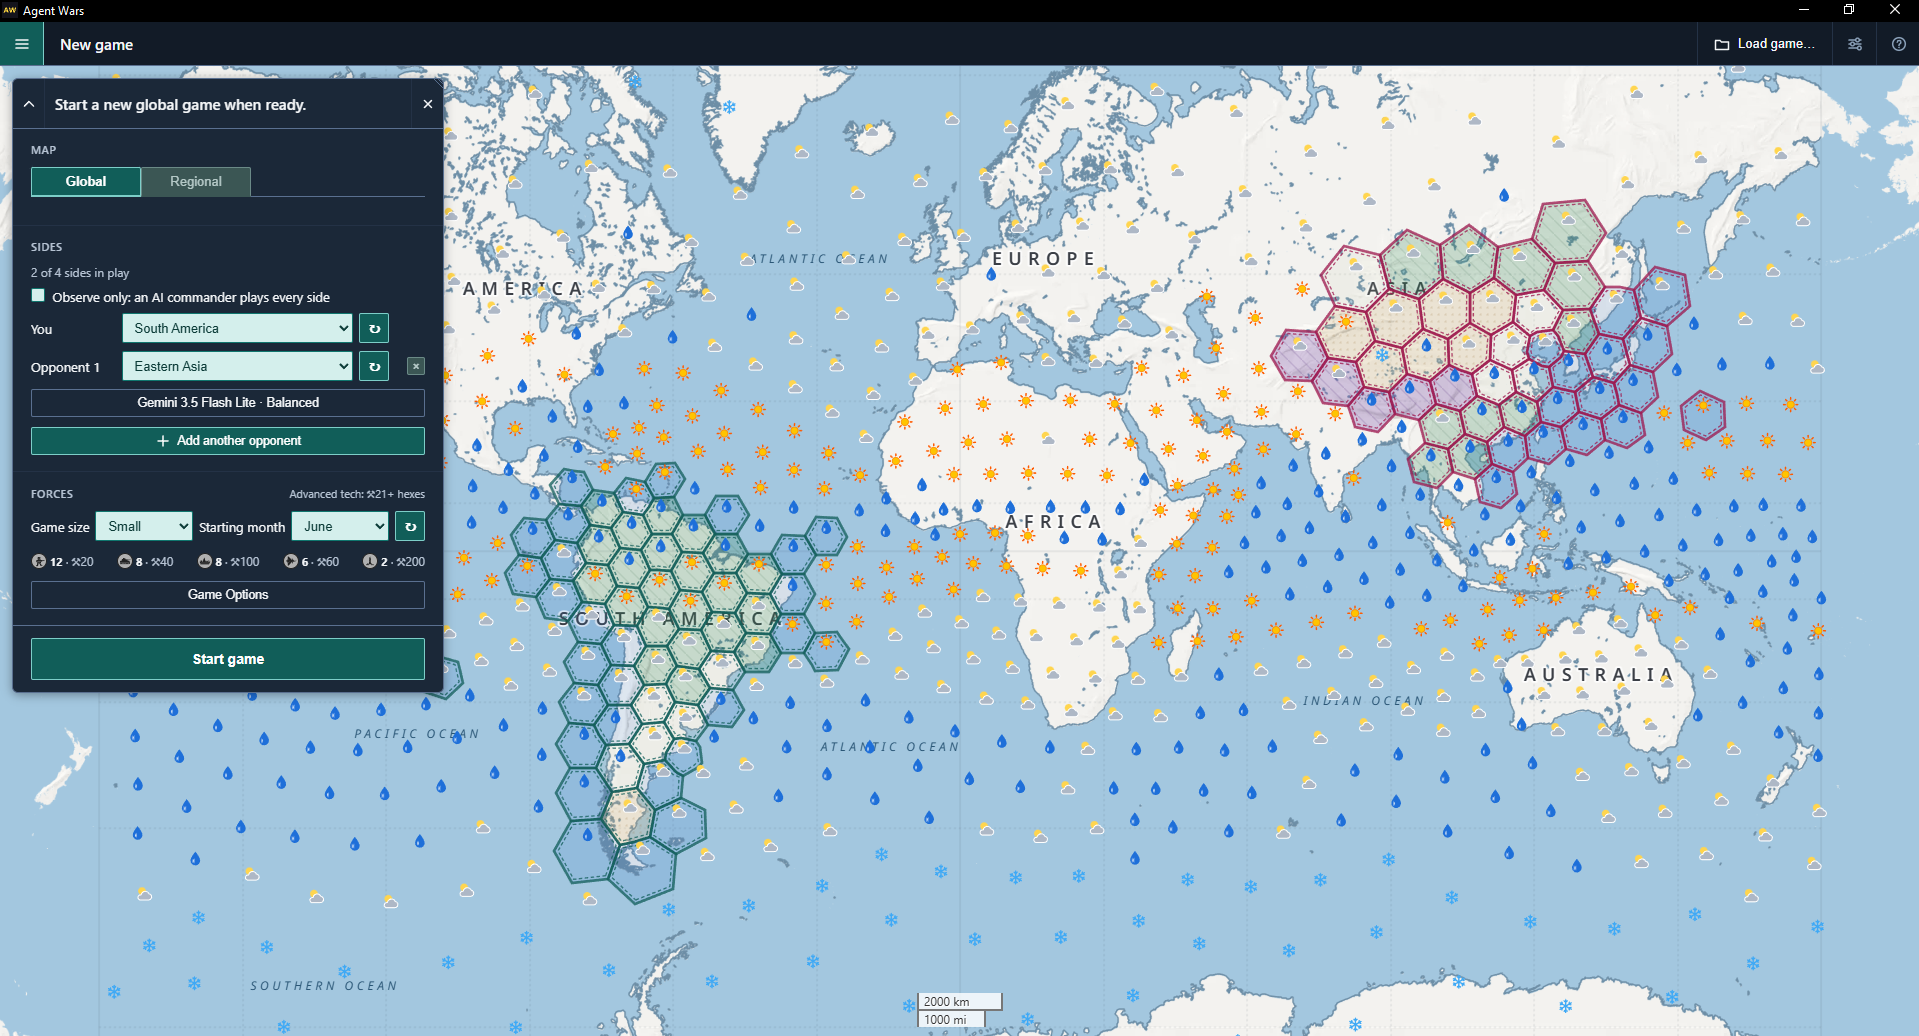 AW Agent Wars
New game
Load game...
Start a new global game when ready.
MAP
Global
Regional
SIDES
2 of 4 sides in play
Observe only: an AI commander plays every side
You
South America
Opponent 1
Eastern Asia
Gemini 3.5 Flash Lite · Balanced
+ Add another opponent
FORCES
Advanced tech: ⚒21+ hexes
Game size
Small
Starting month
June
12 · ⚒20
8 · ⚒40
8 · ⚒100
6 · ⚒60
2 · ⚒200
Game Options
Start game
AMERICA
ATLANTIC OCEAN
EUROPE
ASIA
AFRICA
SOUTH AMERICA
AUSTRALIA
INDIAN OCEAN
PACIFIC OCEAN
ATLANTIC OCEAN
SOUTHERN OCEAN
2000 km
1000 mi